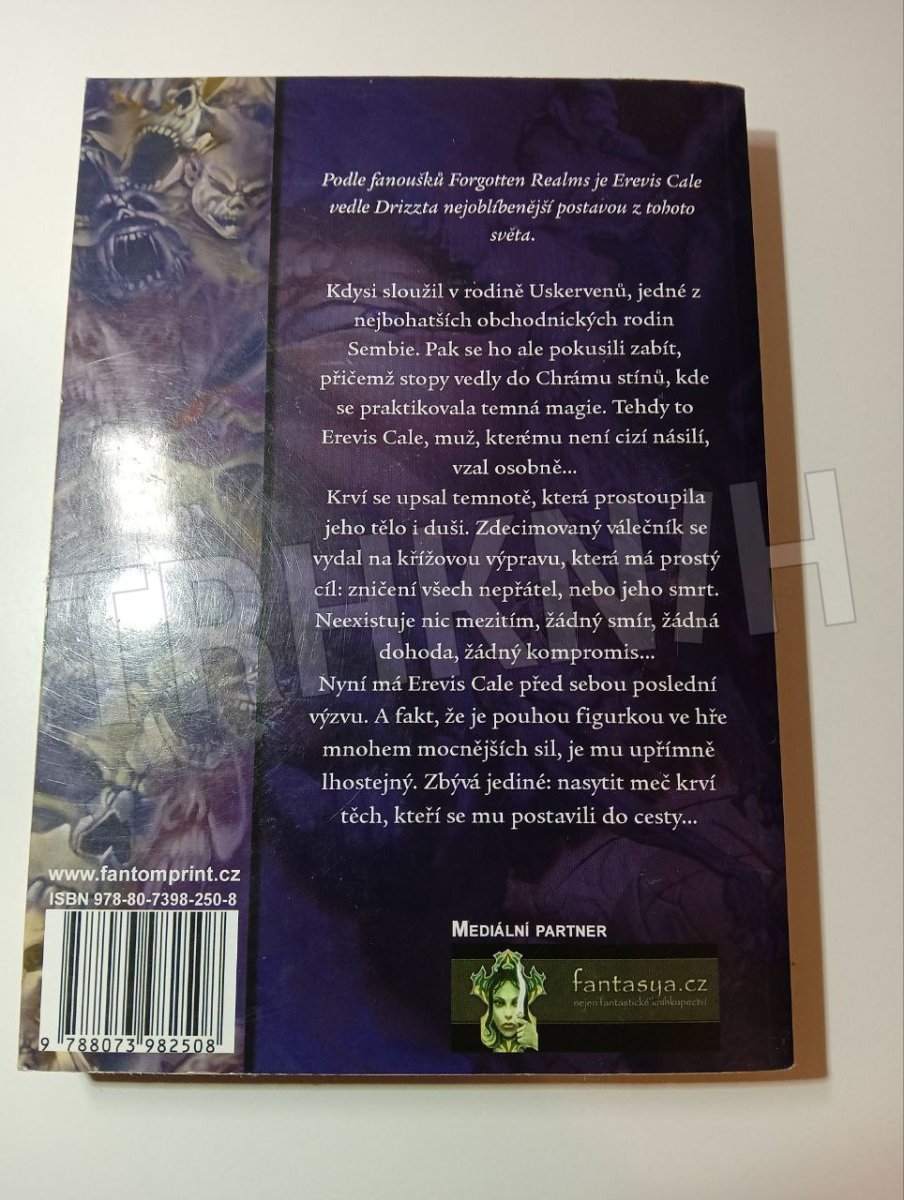 Podle fanoušků Forgotten Realms je Erevis Cale
vedle Drizzta nejoblíbenější postavou z tohoto
světa.
Kdysi sloužil v rodině Uskervenů, jedné z
nejbohatších obchodnických rodin
Sembie. Pak se ho ale pokusili zabít,
přičemž stopy vedly do Chrámu stínů, kde
se praktikovala temná magie. Tehdy to
Erevis Cale, muž, kterému není cizí násilí,
vzal osobně...
Krví se upsal temnotě, která prostoupila
jeho tělo i duši. Zdecimovaný válečník se
vydal na křížovou výpravu, která má prostý
cíl: zničení všech nepřátel, nebo jeho smrt.
Neexistuje nic mezitím, žádný smír, žádná
dohoda, žádný kompromis...
Nyní má Erevis Cale před sebou poslední
výzvu. A fakt, že je pouhou figurkou ve hře
mnohem mocnějších sil, je mu upřímně
lhostejný. Zbývá jediné: nasytit meč krví
těch, kteří se mu postavili do cesty...
TRHKNIH
www.fantomprint.cz
ISBN 978-80-7398-250-8
9 788073 982508
MEDIÁLNÍ PARTNER
fantasya.cz
nejen fantastické knihkupectví